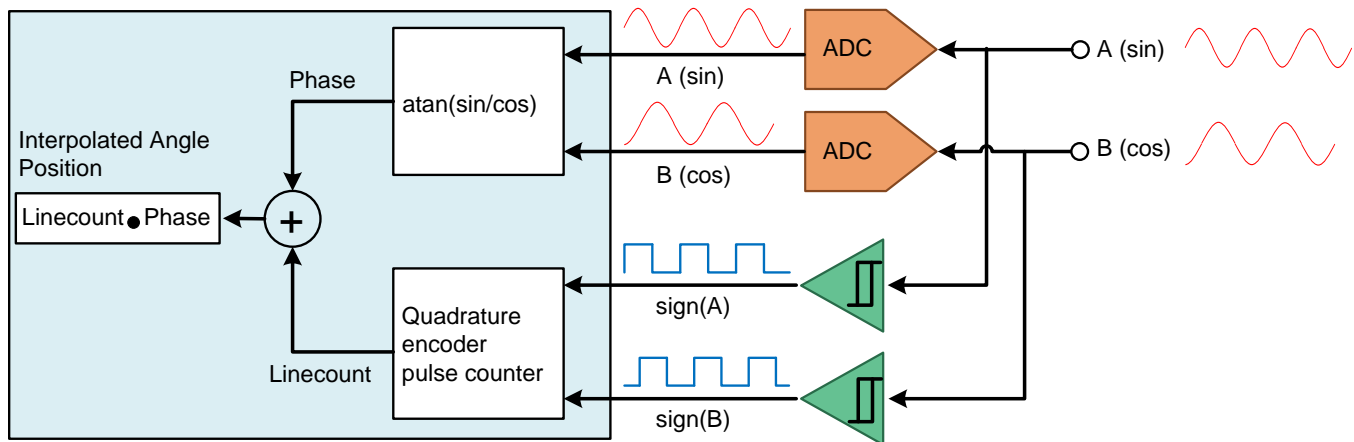 ADC
A (sin)
A (sin)
Phase
atan(sin/cos)
Interpolated Angle
Position
ADC
B (cos)
B (cos)
Linecount ● Phase
+
sign(A)
Quadrature
encoder
pulse counter
Linecount
sign(B)